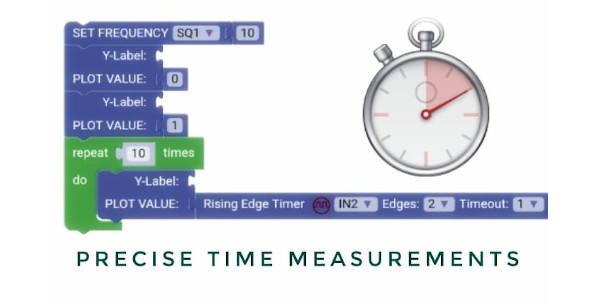 SET FREQUENCY SQ1 ▼ 10
Y-Label:
PLOT VALUE: 0
Y-Label:
PLOT VALUE: 1
repeat 10 times
do Y-Label:
PLOT VALUE: Rising Edge Timer IN2 ▼ Edges: 2 ▼ Timeout: 1 ▼
PRECISE TIME MEASUREMENTS